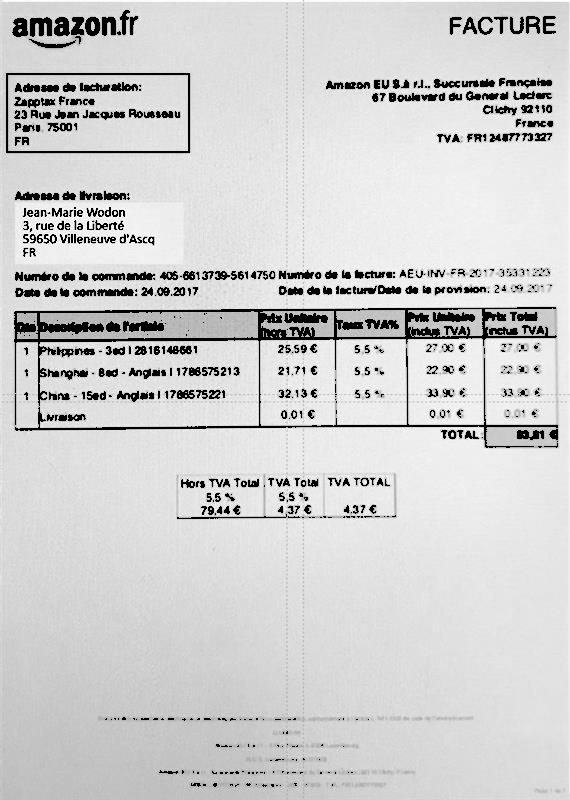 amazon.fr
FACTURE
Adresse de facturation:
Zapptax France
23 Rue Jean Jacques Rousseau
Paris, 75001
FR
Amazon EU S.à r.l., Succursale Française
67 Boulevard du General Leclerc
Clichy 92110
France
TVA: FR12487773327
Adresse de livraison:
Jean-Marie Wodon
3, rue de la Liberté
59650 Villeneuve d'Ascq
FR
Numéro de la commande: 405-6613739-5614750 Numéro de la facture: AEU-INV-FR-2017-35331223
Date de la commande: 24.09.2017 Date de la facture/Date de la provision: 24.09.2017
Qté Description de l'article Prix Unitaire (hors TVA) Taux TVA% Prix Unitaire (inclus TVA) Prix Total (inclus TVA)
1 Philippines - 3ed | 2816148661 25,59 € 5,5 % 27,00 € 27,00 €
1 Shanghai - 8ed - Anglais | 1786575213 21,71 € 5,5 % 22,90 € 22,90 €
1 China - 15ed - Anglais | 1786575221 32,13 € 5,5 % 33,90 € 33,90 €
Livraison 0,01 € 0,01 € 0,01 €
TOTAL: 83,81 €
Hors TVA Total TVA Total TVA TOTAL
5,5 % 5,5 %
79,44 € 4,37 € 4,37 €